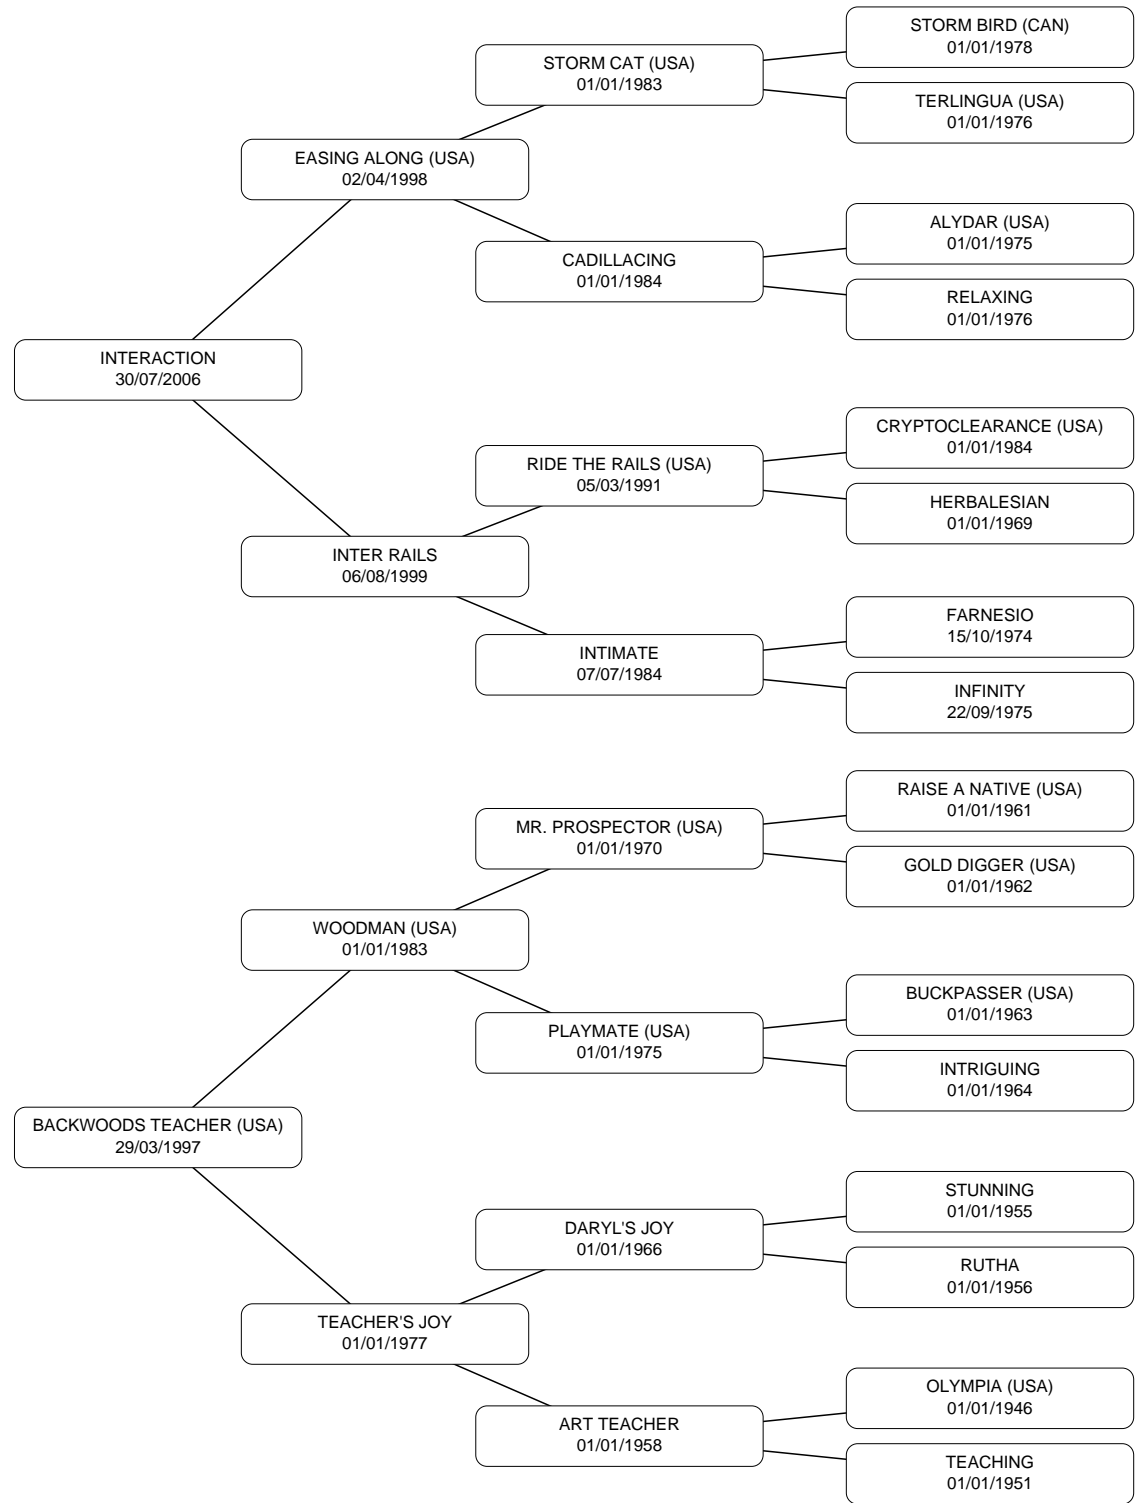 STORM BIRD (CAN)
01/01/1978
STORM CAT (USA)
01/01/1983
TERLINGUA (USA)
01/01/1976
EASING ALONG (USA)
02/04/1998
ALYDAR (USA)
01/01/1975
CADILLACING
01/01/1984
RELAXING
01/01/1976
INTERACTION
30/07/2006
CRYPTOCLEARANCE (USA)
01/01/1984
RIDE THE RAILS (USA)
05/03/1991
HERBALESIAN
01/01/1969
INTER RAILS
06/08/1999
FARNESIO
15/10/1974
INTIMATE
07/07/1984
INFINITY
22/09/1975
RAISE A NATIVE (USA)
01/01/1961
MR. PROSPECTOR (USA)
01/01/1970
GOLD DIGGER (USA)
01/01/1962
WOODMAN (USA)
01/01/1983
BUCKPASSER (USA)
01/01/1963
PLAYMATE (USA)
01/01/1975
INTRIGUING
01/01/1964
BACKWOODS TEACHER (USA)
29/03/1997
STUNNING
01/01/1955
DARYL'S JOY
01/01/1966
RUTHA
01/01/1956
TEACHER'S JOY
01/01/1977
OLYMPIA (USA)
01/01/1946
ART TEACHER
01/01/1958
TEACHING
01/01/1951